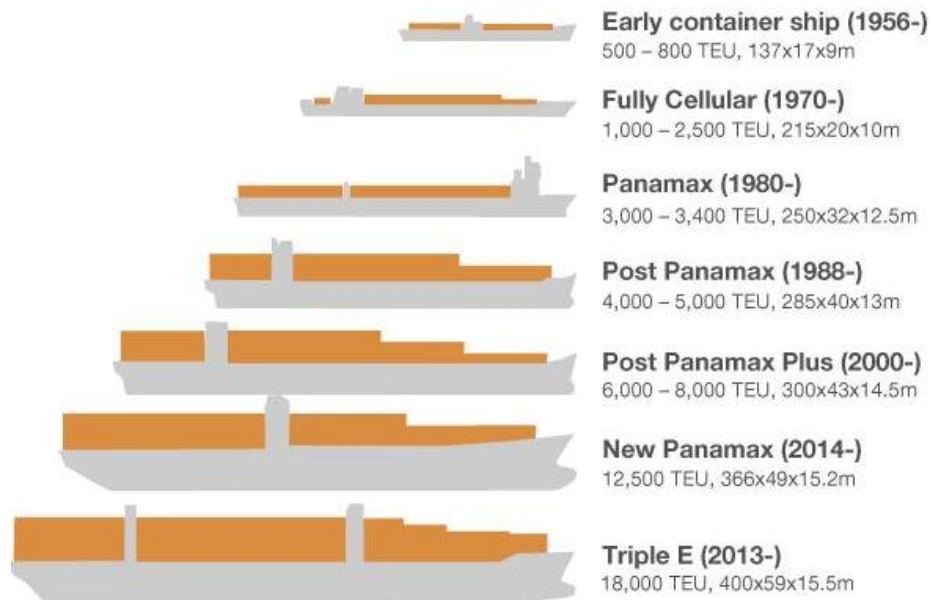 Early container ship (1956-)
500 – 800 TEU, 137x17x9m
Fully Cellular (1970-)
1,000 – 2,500 TEU, 215x20x10m
Panamax (1980-)
3,000 – 3,400 TEU, 250x32x12.5m
Post Panamax (1988-)
4,000 – 5,000 TEU, 285x40x13m
Post Panamax Plus (2000-)
6,000 – 8,000 TEU, 300x43x14.5m
New Panamax (2014-)
12,500 TEU, 366x49x15.2m
Triple E (2013-)
18,000 TEU, 400x59x15.5m